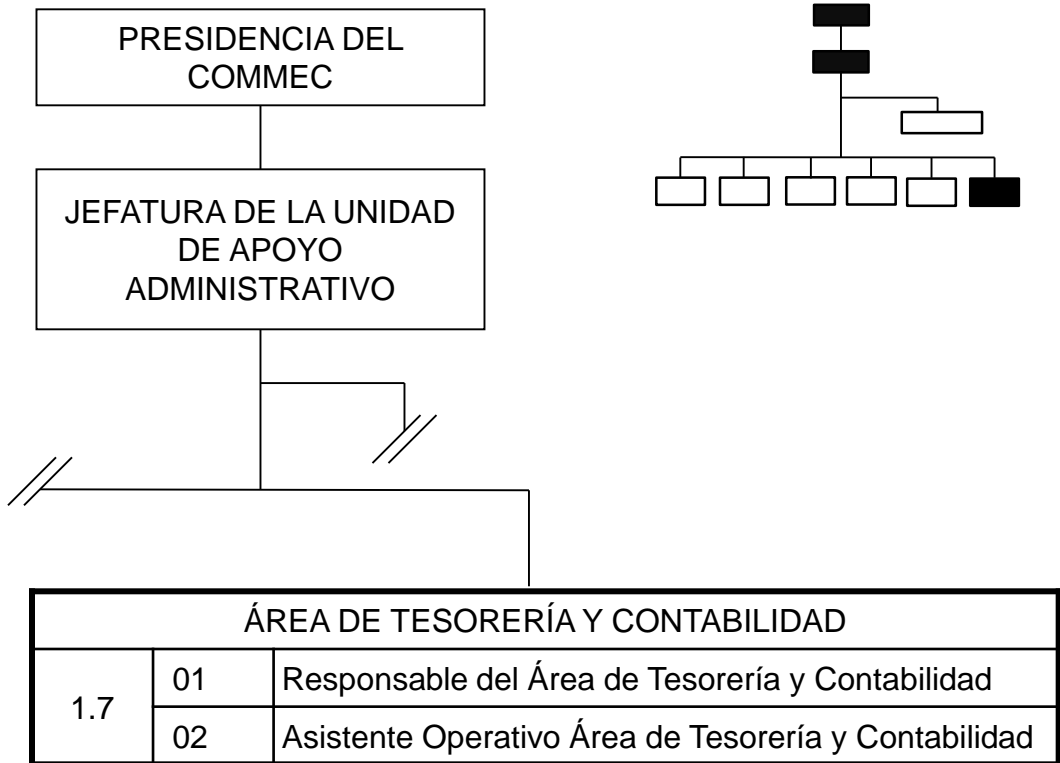 PRESIDENCIA DEL
COMMEC
JEFATURA DE LA UNIDAD
DE APOYO
ADMINISTRATIVO
ÁREA DE TESORERÍA Y CONTABILIDAD
1.7
01 Responsable del Área de Tesorería y Contabilidad
02 Asistente Operativo Área de Tesorería y Contabilidad